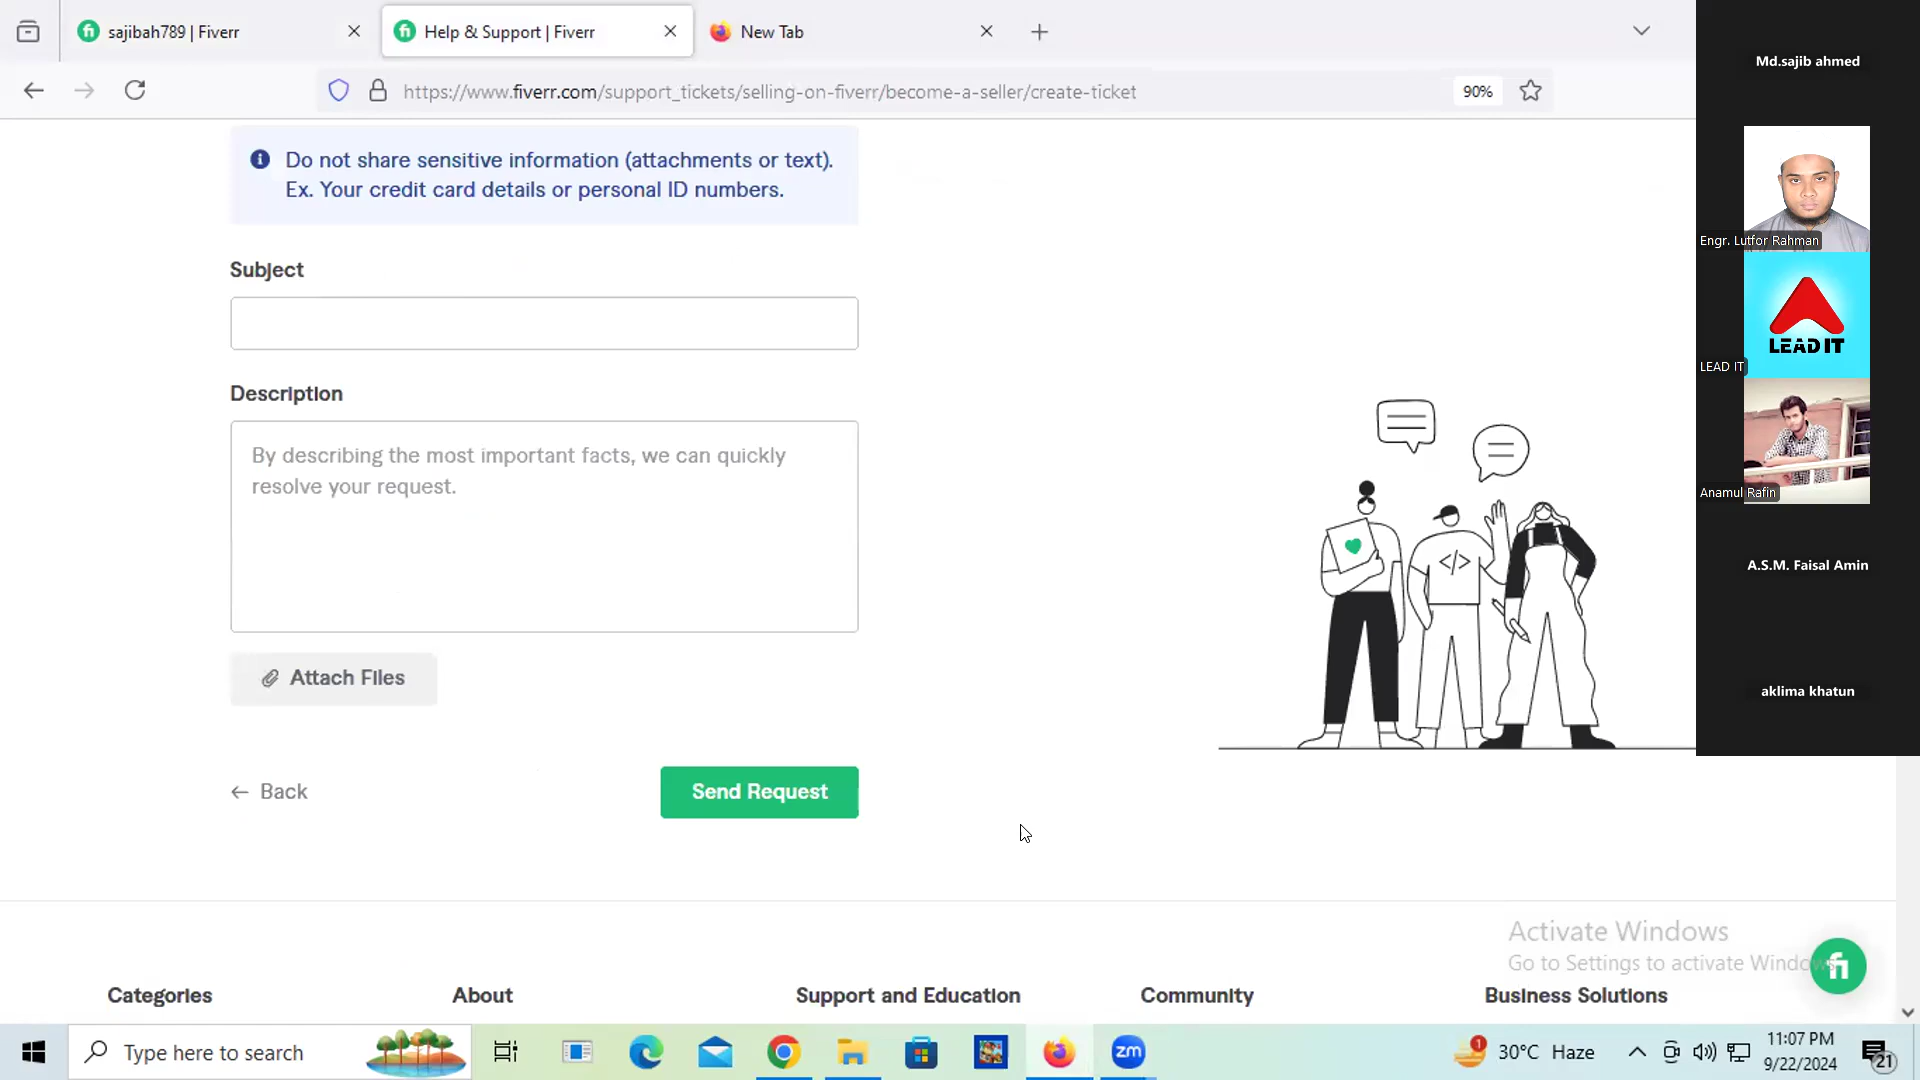 sajibah789 | Fiverr
Help & Support | Fiverr
New Tab
https://www.fiverr.com/support_tickets/selling-on-fiverr/become-a-seller/create-ticket
90%
Do not share sensitive information (attachments or text).
Ex. Your credit card details or personal ID numbers.
Subject
Description
By describing the most important facts, we can quickly
resolve your request.
Attach Files
Back
Send Request
</>
Md.sajib ahmed
Engr. Lutfor Rahman
LEAD IT
LEAD IT
Anamul Rafin
A.S.M. Faisal Amin
aklima khatun
Activate Windows
Go to Settings to activate Windows.
fi
Categories
About
Support and Education
Community
Business Solutions
Type here to search
zm
1
30°C Haze
11:07 PM
9/22/2024
21